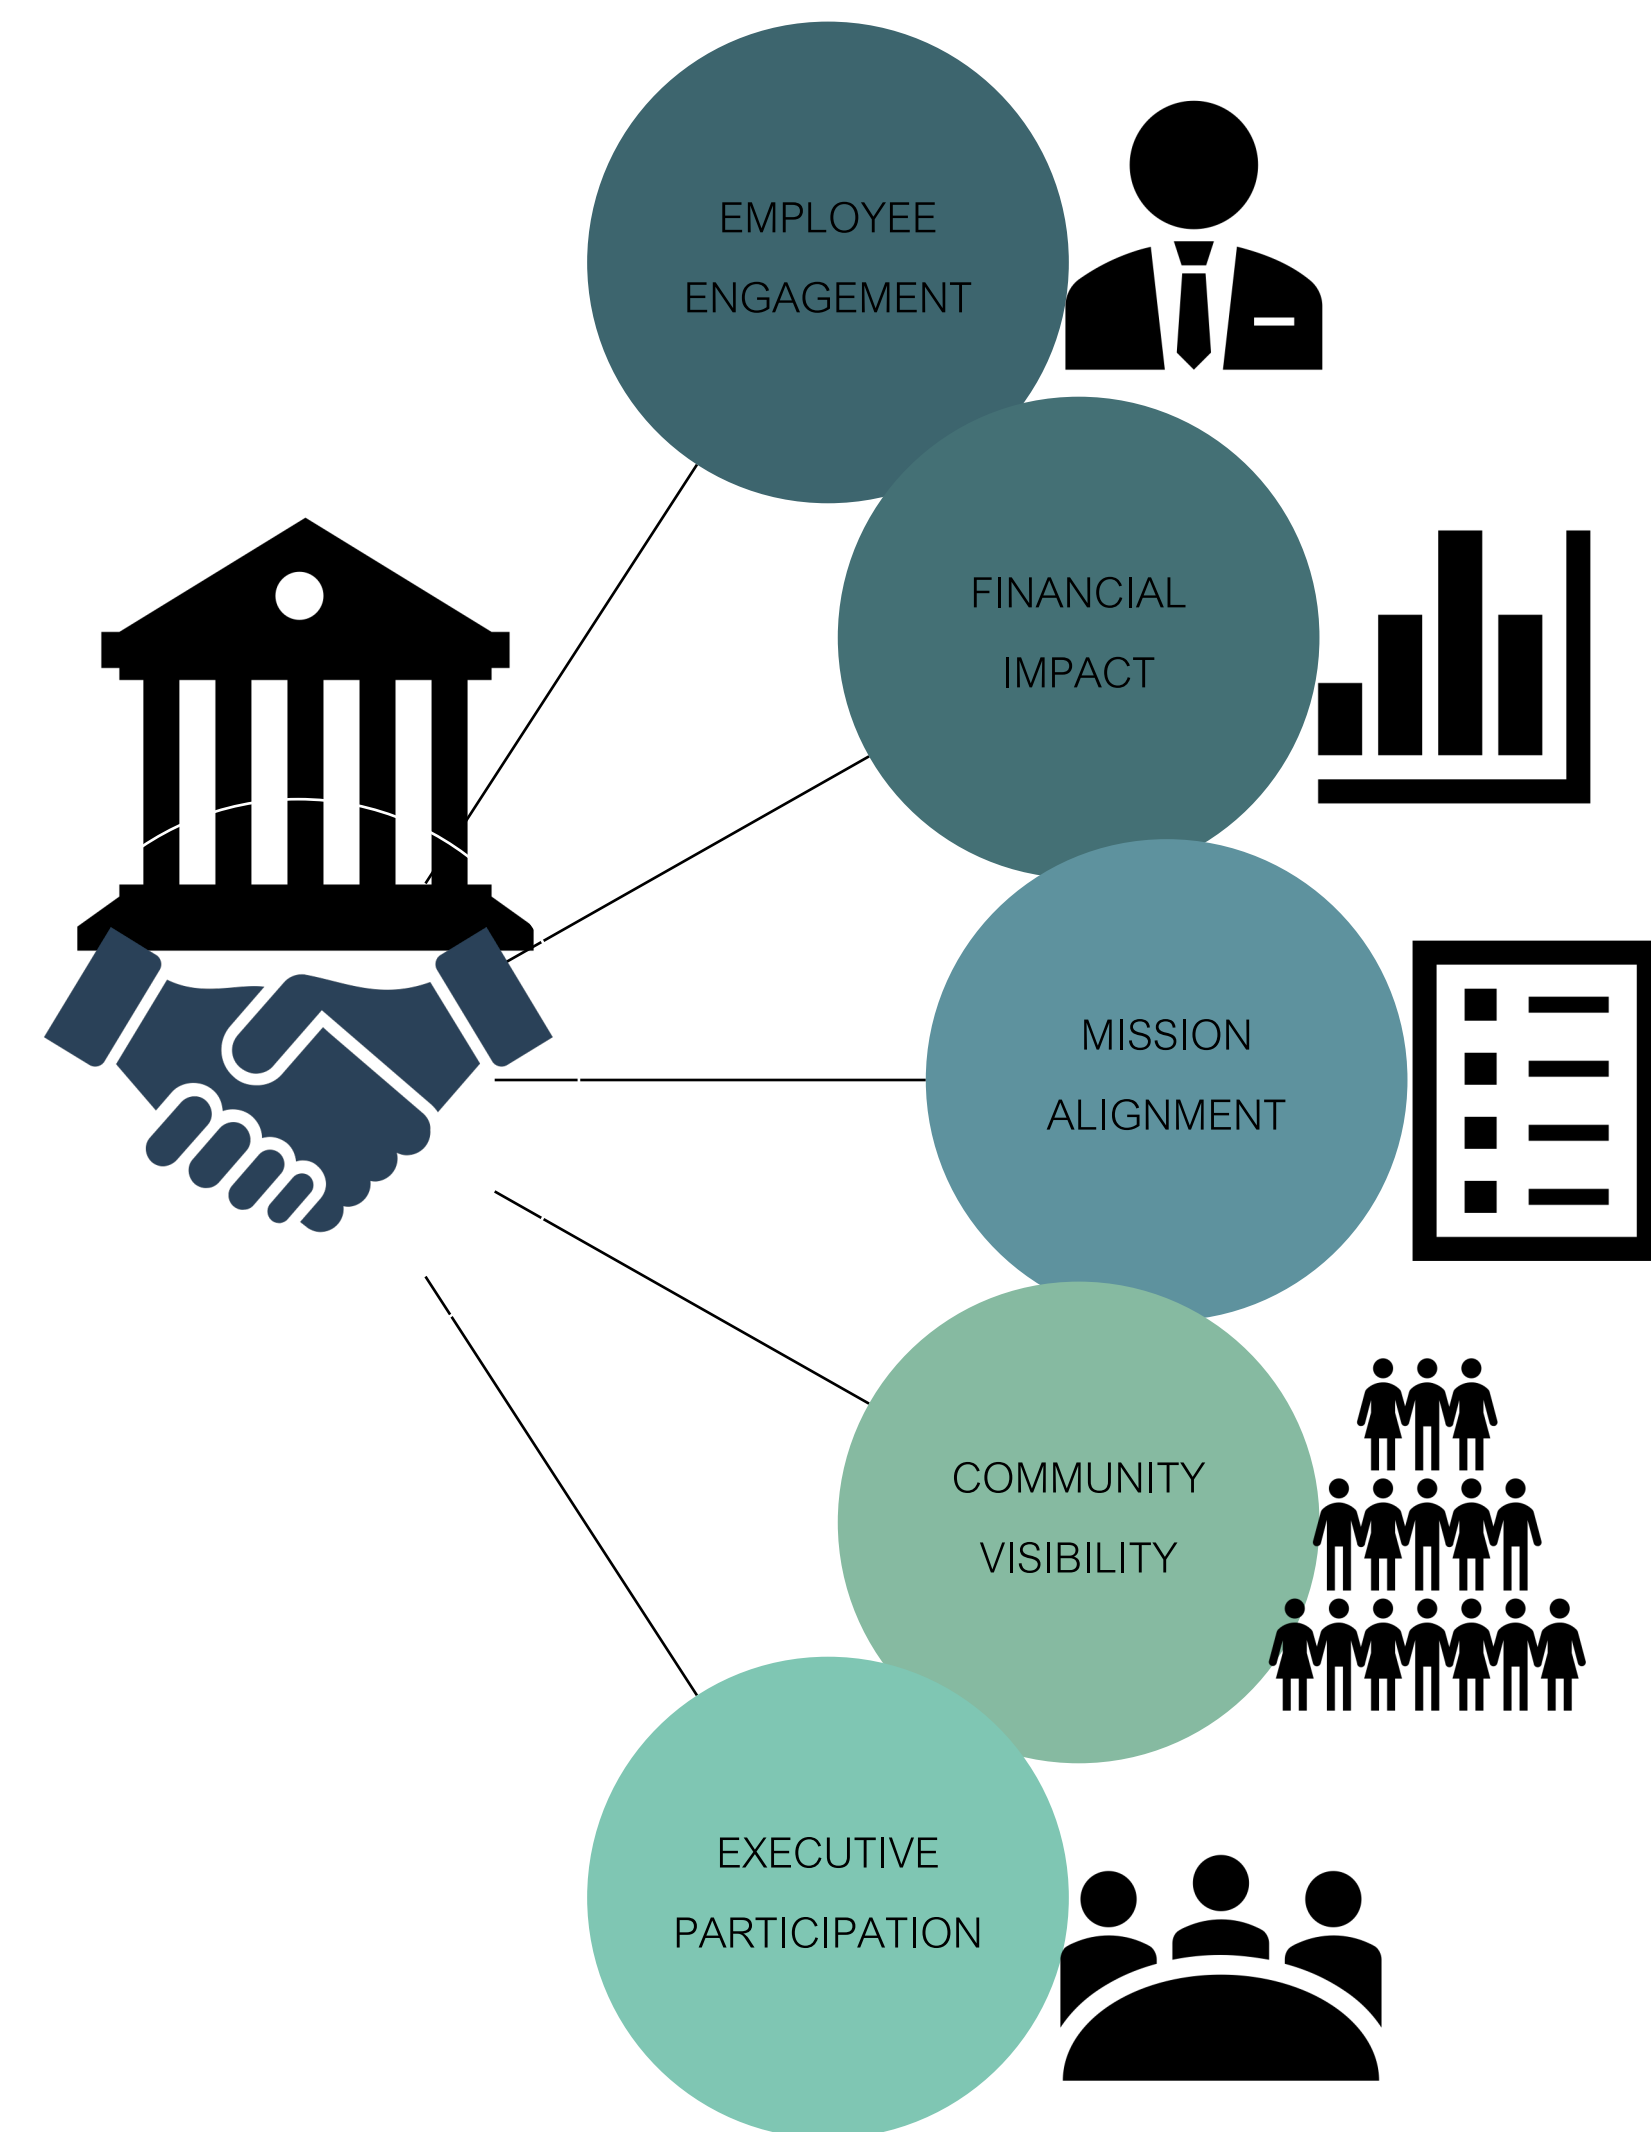 EMPLOYEE
ENGAGEMENT
FINANCIAL
IMPACT
MISSION
ALIGNMENT
COMMUNITY
VISIBILITY
EXECUTIVE
PARTICIPATION